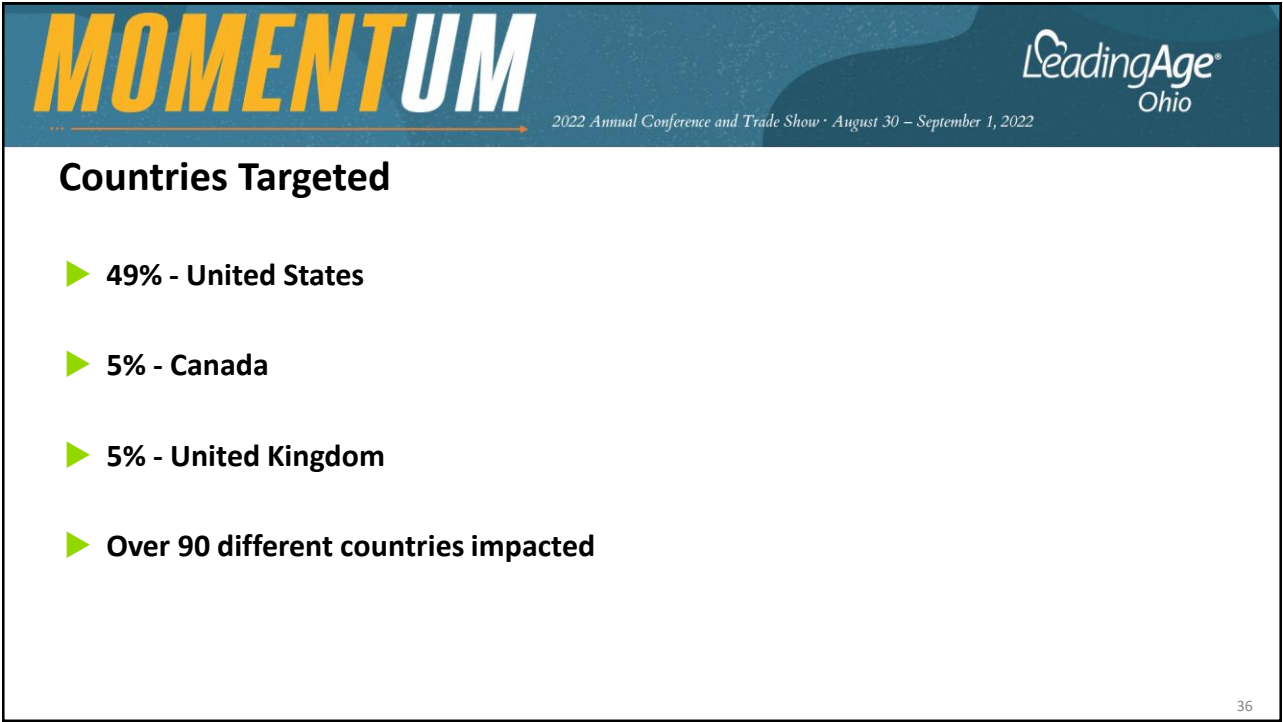 MOMENTUM
LeadingAge®
Ohio
2022 Annual Conference and Trade Show · August 30 – September 1, 2022
Countries Targeted
49% - United States
5% - Canada
5% - United Kingdom
Over 90 different countries impacted
36